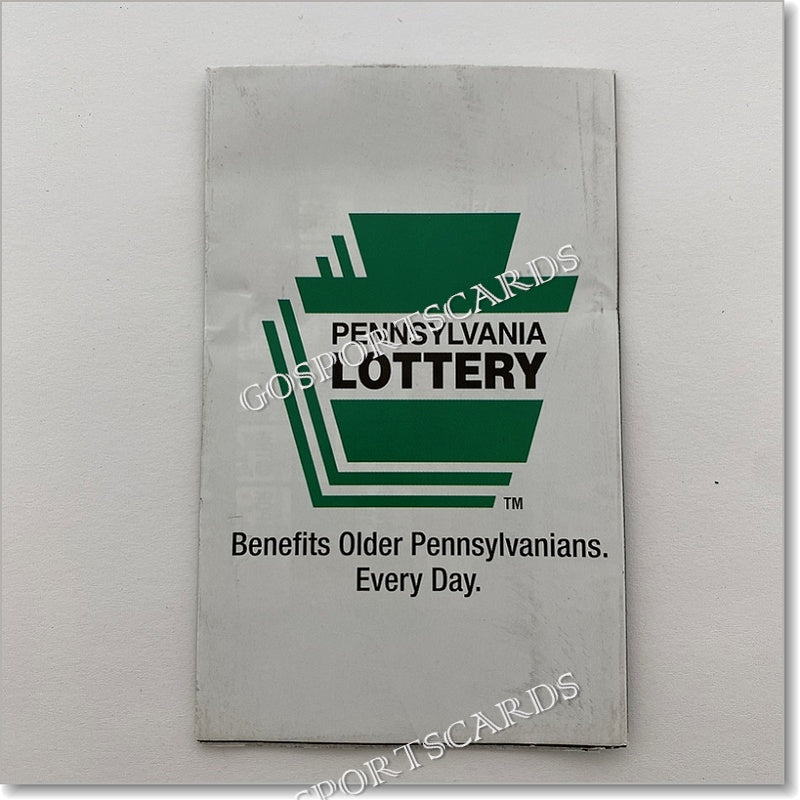 PENNSYLVANIA
LOTTERY
TM
Benefits Older Pennsylvanians.
Every Day.
GOSPORTSCARDS
GOSPORTSCARDS